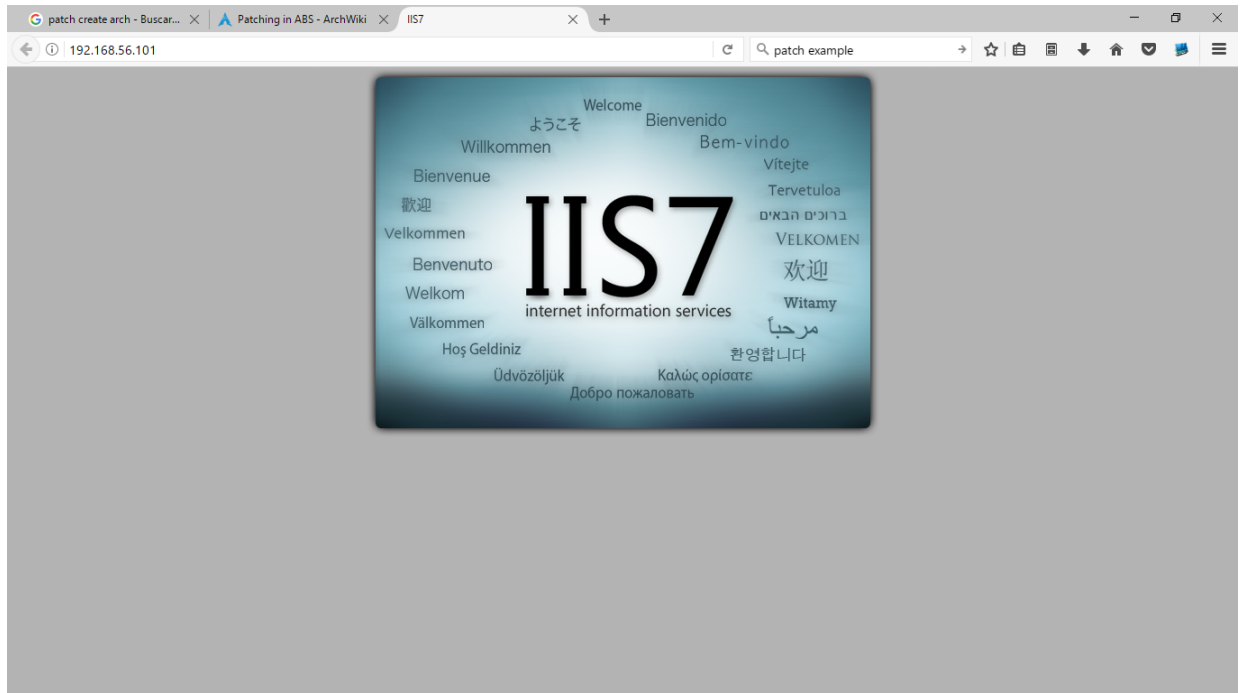 patch create arch - Buscar...
Patching in ABS - ArchWiki
IIS7
192.168.56.101
patch example
Welcome
ようこそ
Bienvenido
Willkommen
Bem-vindo
Vítejte
Bienvenue
Tervetuloa
歡迎
ברוכים הבאים
Velkommen
VELKOMEN
Benvenuto
欢迎
Welkom
Witamy
IIS7
internet information services
Välkommen
مرحباً
Hoş Geldiniz
환영합니다
Üdvözöljük
Καλώς ορίσατε
Добро пожаловать